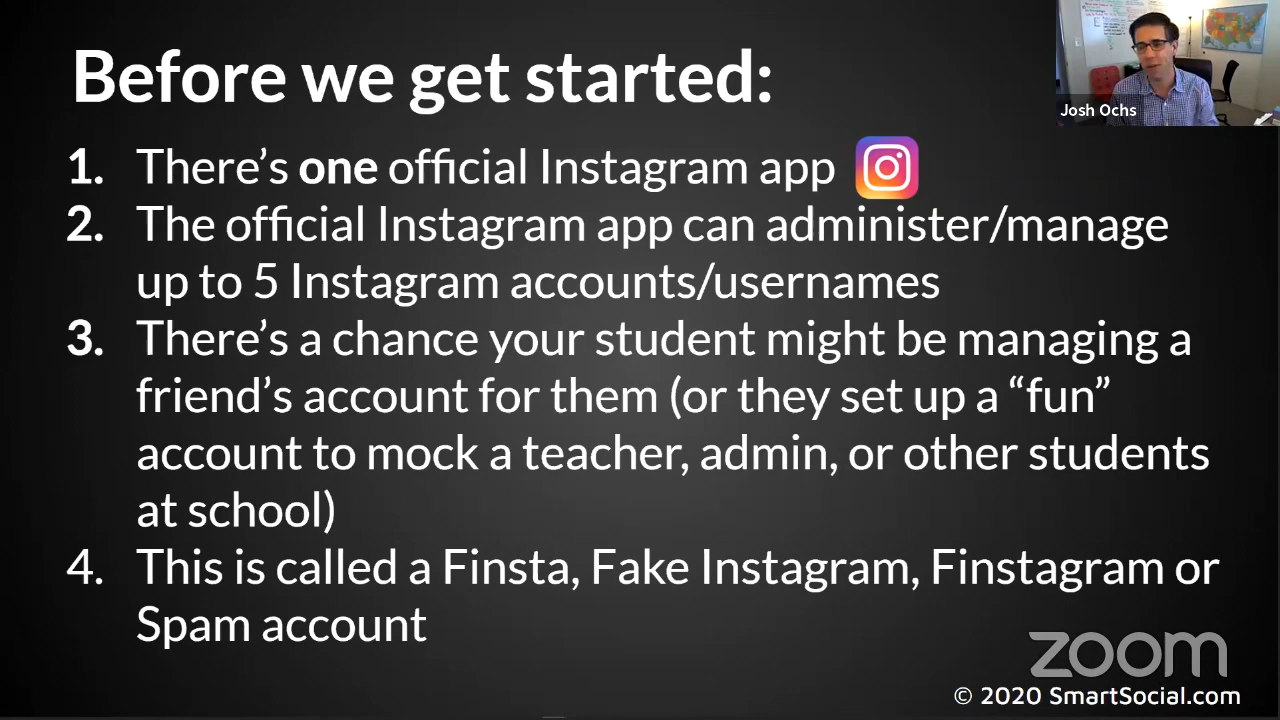 Before we get started:
Josh Ochs
1. There’s one official Instagram app
2. The official Instagram app can administer/manage
up to 5 Instagram accounts/usernames
3. There’s a chance your student might be managing a
friend’s account for them (or they set up a “fun”
account to mock a teacher, admin, or other students
at school)
4. This is called a Finsta, Fake Instagram, Finstagram or
Spam account
zoom
© 2020 SmartSocial.com